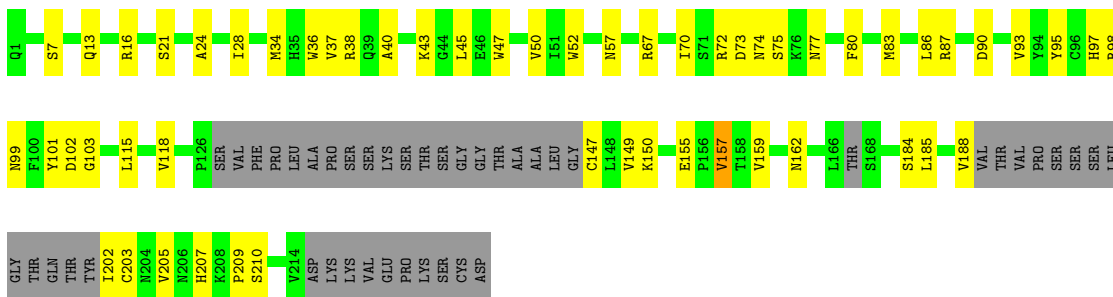 Q1 S7 Q13 R16 S21 A24 I28 M34 H35 W36 V37 R38 Q39 A40 K43 G44 L45 E46 W47 V50 I51 W52 N57 R67 I70 S71 R72 D73 N74 S75 K76 N77 F80 M83 L86 R87 D90 V93 Y94 Y95 C96 H97 R98
N99 F100 Y101 D102 G103 L115 V118 P126 SER VAL PHE PRO LEU ALA PRO SER SER LYS SER THR SER GLY GLY THR ALA ALA LEU GLY C147 L148 V149 K150 E155 P156 V157 T158 V159 N162 L166 THR S168 S184 L185 V188 VAL THR VAL PRO SER SER SER LEU
GLY THR GLN THR TYR I202 C203 N204 V205 N206 H207 K208 P209 S210 V214 ASP LYS LYS VAL GLU PRO LYS SER CYS ASP